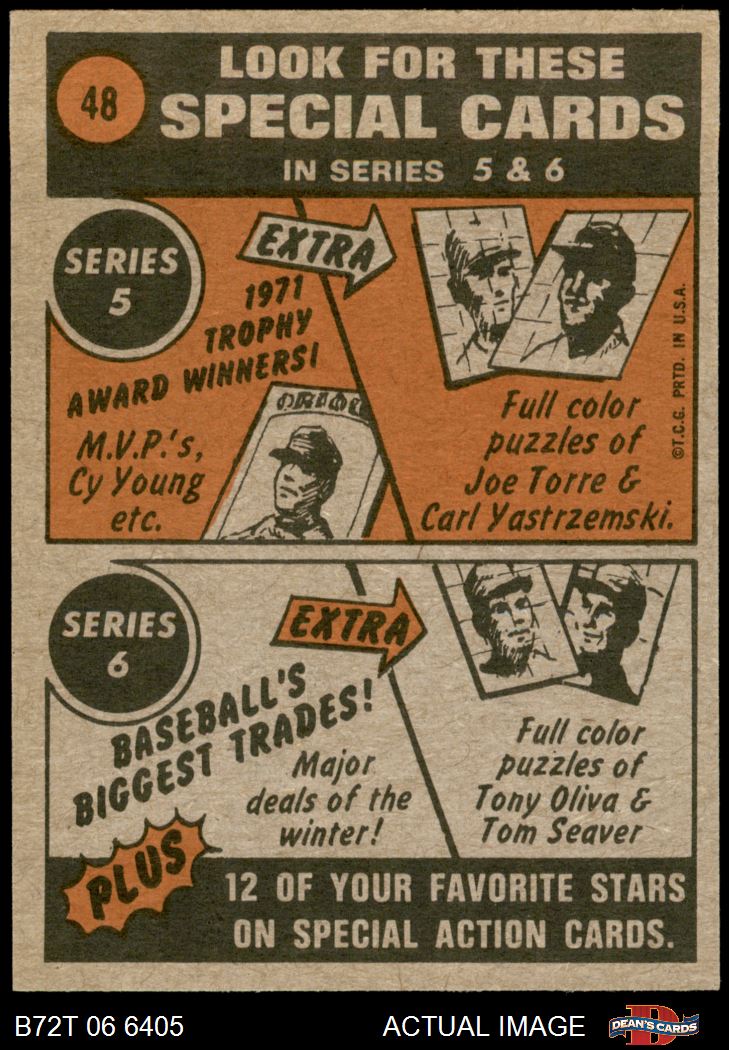 48
LOOK FOR THESE
SPECIAL CARDS
IN SERIES 5 & 6
SERIES
5
EXTRA
1971
TROPHY
AWARD WINNERS!
M.V.P.'s,
Cy Young
etc.
Full color
puzzles of
Joe Torre &
Carl Yastrzemski.
©T.C.G. PRTD. IN U.S.A.
SERIES
6
EXTRA
BASEBALL'S
BIGGEST TRADES!
Major
deals of the
winter!
Full color
puzzles of
Tony Oliva &
Tom Seaver
PLUS
12 OF YOUR FAVORITE STARS
ON SPECIAL ACTION CARDS.
B72T 06 6405
ACTUAL IMAGE
DEAN'S CARDS